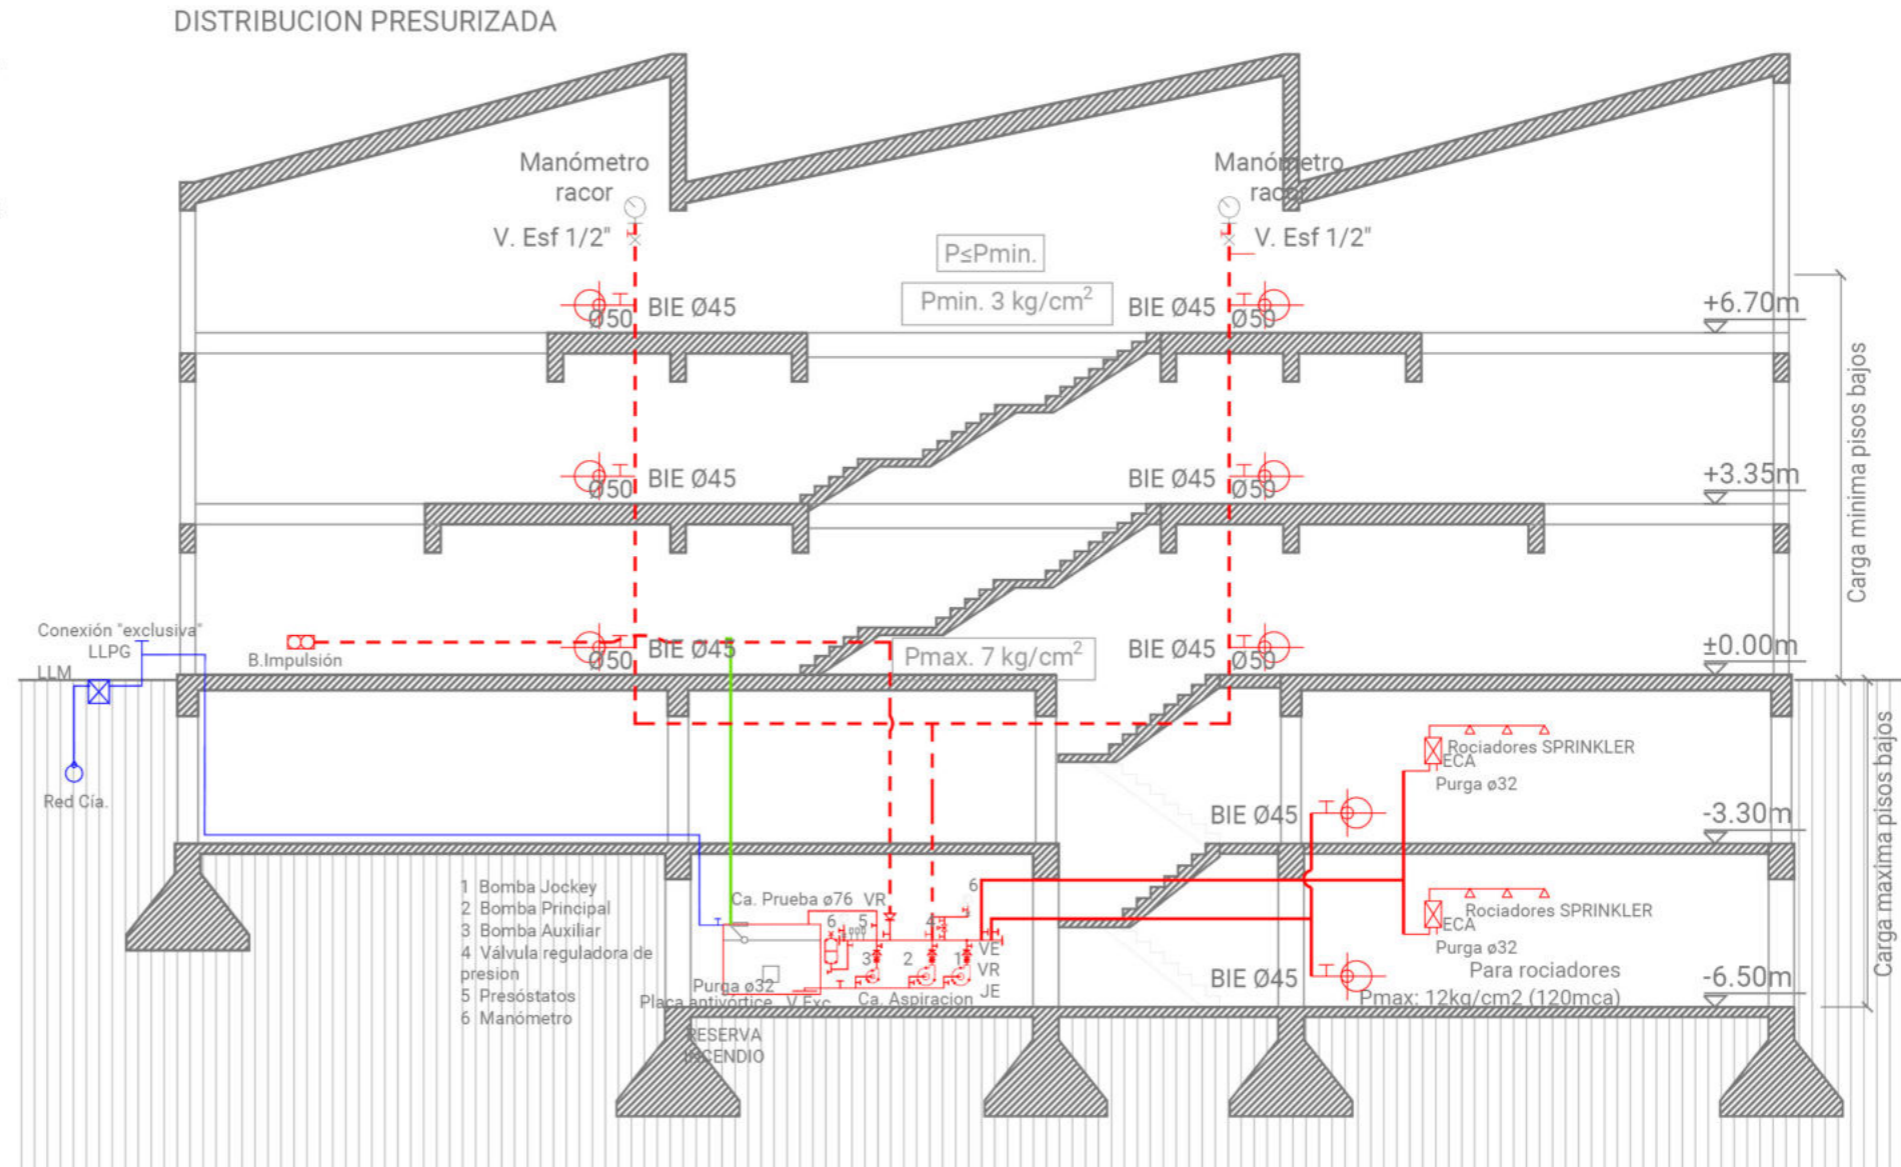 DISTRIBUCION PRESURIZADA
Manómetro
racor
V. Esf 1/2"
Manómetro
racor
V. Esf 1/2"
P≤Pmin.
Pmin. 3 kg/cm²
BIE Ø45
Ø50
BIE Ø45
Ø50
+6.70m
BIE Ø45
Ø50
BIE Ø45
Ø50
+3.35m
Carga minima pisos bajos
Conexión "exclusiva"
LLPG
LLM
B.Impulsión
BIE Ø45
Ø50
Pmax. 7 kg/cm²
BIE Ø45
Ø50
±0.00m
Red Cía.
Rociadores SPRINKLER
ECA
Purga ø32
BIE Ø45
-3.30m
Carga maxima pisos bajos
1 Bomba Jockey
2 Bomba Principal
3 Bomba Auxiliar
4 Válvula reguladora de
presion
5 Presóstatos
6 Manómetro
Ca. Prueba ø76
VR
6
5
4
6
3
2
1
VE
VR
JE
Purga ø32
Placa antivórtice
V.Exc
Ca. Aspiracion
RESERVA
INCENDIO
Rociadores SPRINKLER
ECA
Purga ø32
BIE Ø45
Para rociadores
Pmax: 12kg/cm2 (120mca)
-6.50m